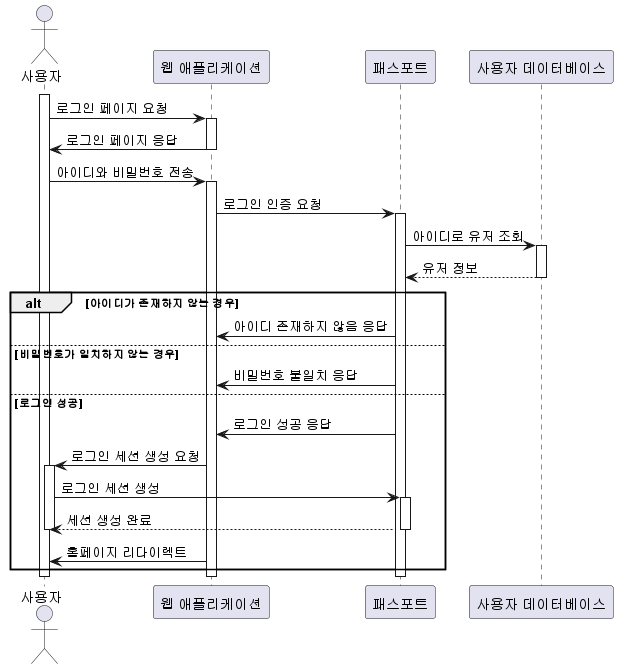 사용자
웹 애플리케이션
패스포트
사용자 데이터베이스
로그인 페이지 요청
로그인 페이지 응답
아이디와 비밀번호 전송
로그인 인증 요청
아이디로 유저 조회
유저 정보
alt
[아이디가 존재하지 않는 경우]
아이디 존재하지 않음 응답
[비밀번호가 일치하지 않는 경우]
비밀번호 불일치 응답
[로그인 성공]
로그인 성공 응답
로그인 세션 생성 요청
로그인 세션 생성
세션 생성 완료
홈페이지 리다이렉트
사용자
웹 애플리케이션
패스포트
사용자 데이터베이스